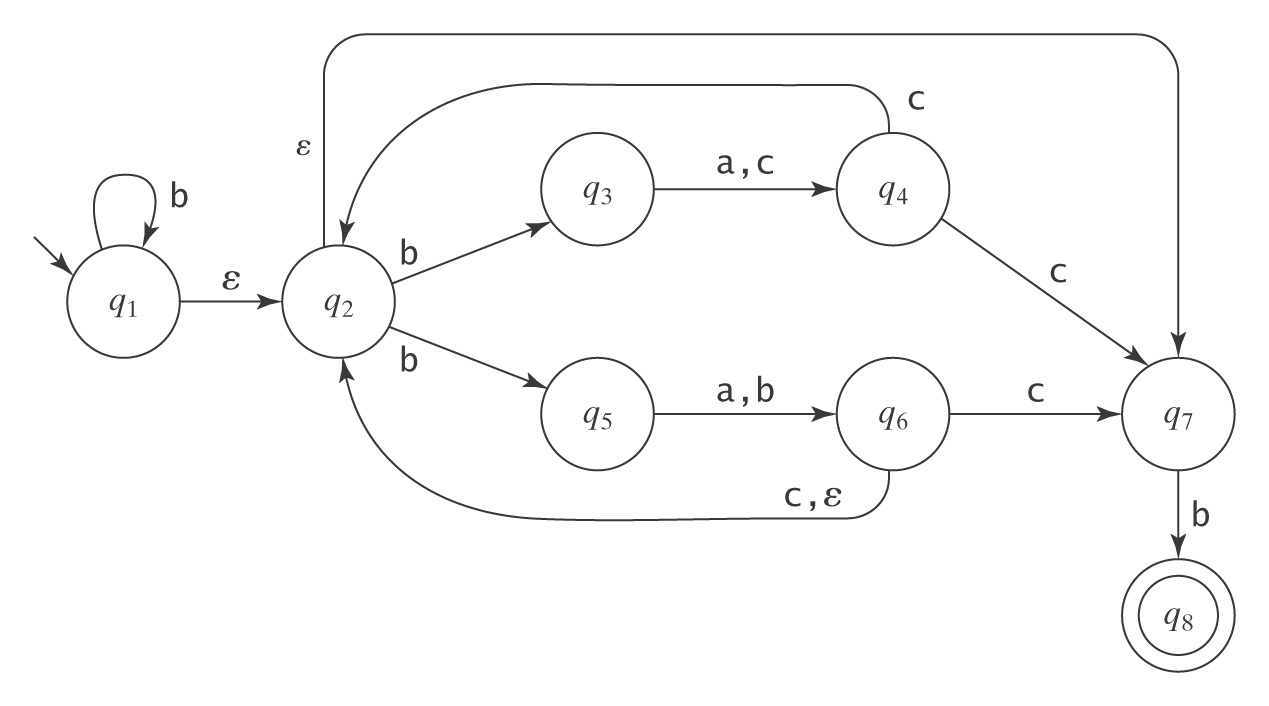 c
ε
a,c
q₃
q₄
b
b
c
ε
q₁
q₂
b
a,b
c
q₅
q₆
q₇
c,ε
b
q₈